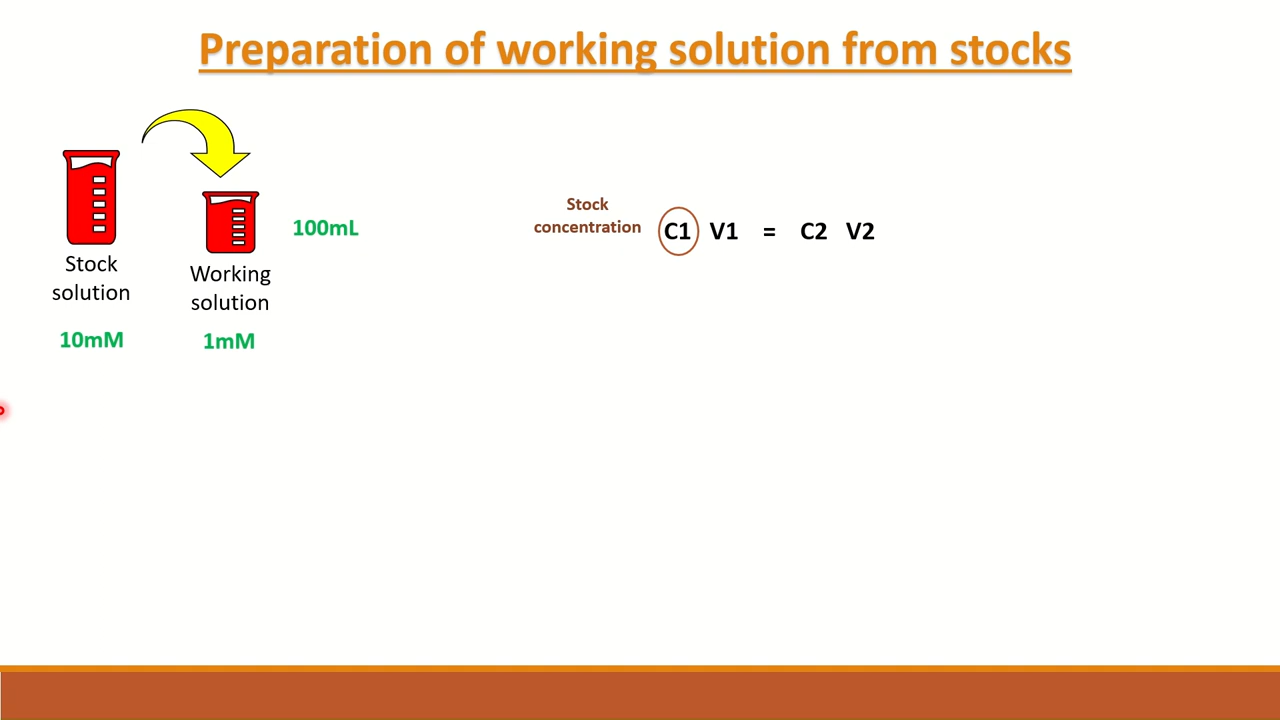 Preparation of working solution from stocks
Stock
solution
10mM
Working
solution
1mM
100mL
Stock
concentration
C1 V1 = C2 V2